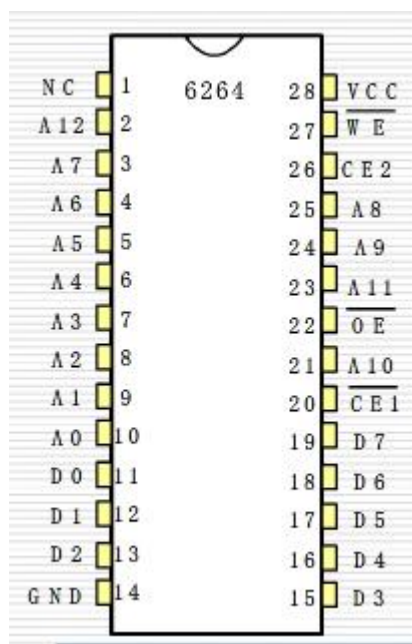 NC 1 6264 28 VCC
A12 2 27 WE
A7 3 26 CE2
A6 4 25 A8
A5 5 24 A9
A4 6 23 A11
A3 7 22 OE
A2 8 21 A10
A1 9 20 CE1
A0 10 19 D7
D0 11 18 D6
D1 12 17 D5
D2 13 16 D4
GND 14 15 D3